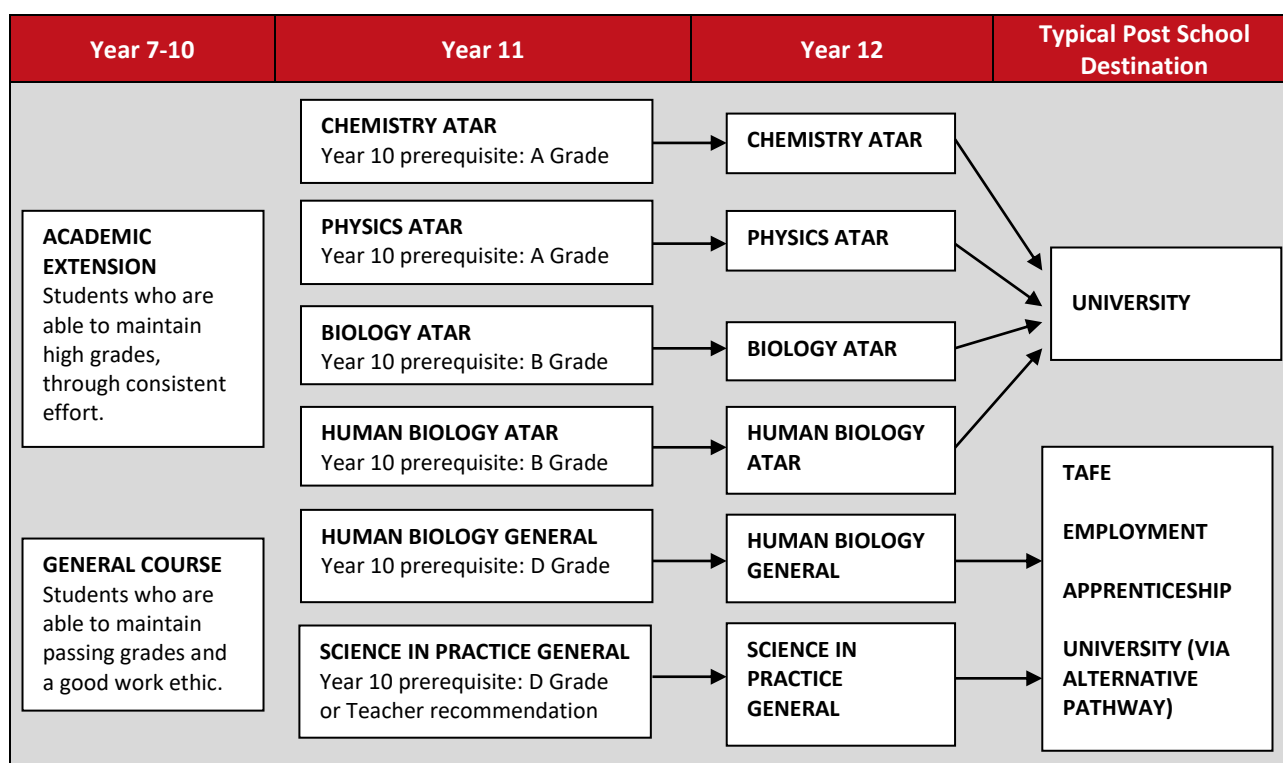 Year 7-10
Year 11
Year 12
Typical Post School
Destination
ACADEMIC
EXTENSION
Students who are
able to maintain
high grades,
through consistent
effort.
GENERAL COURSE
Students who are
able to maintain
passing grades and
a good work ethic.
CHEMISTRY ATAR
Year 10 prerequisite: A Grade
PHYSICS ATAR
Year 10 prerequisite: A Grade
BIOLOGY ATAR
Year 10 prerequisite: B Grade
HUMAN BIOLOGY ATAR
Year 10 prerequisite: B Grade
HUMAN BIOLOGY GENERAL
Year 10 prerequisite: D Grade
SCIENCE IN PRACTICE GENERAL
Year 10 prerequisite: D Grade
or Teacher recommendation
CHEMISTRY ATAR
PHYSICS ATAR
BIOLOGY ATAR
HUMAN BIOLOGY
ATAR
HUMAN BIOLOGY
GENERAL
SCIENCE IN
PRACTICE
GENERAL
UNIVERSITY
TAFE
EMPLOYMENT
APPRENTICESHIP
UNIVERSITY (VIA
ALTERNATIVE
PATHWAY)